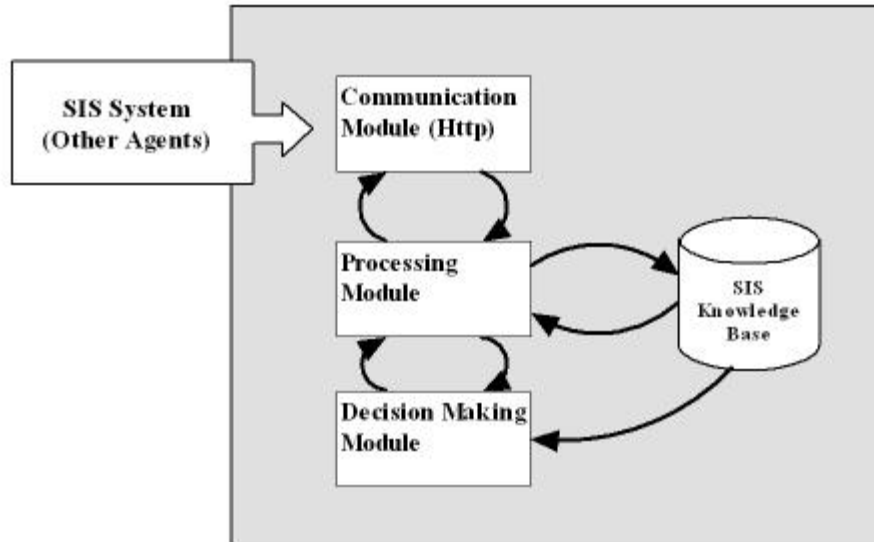 SIS System
(Other Agents)
Communication
Module (Http)
Processing
Module
SIS
Knowledge
Base
Decision Making
Module